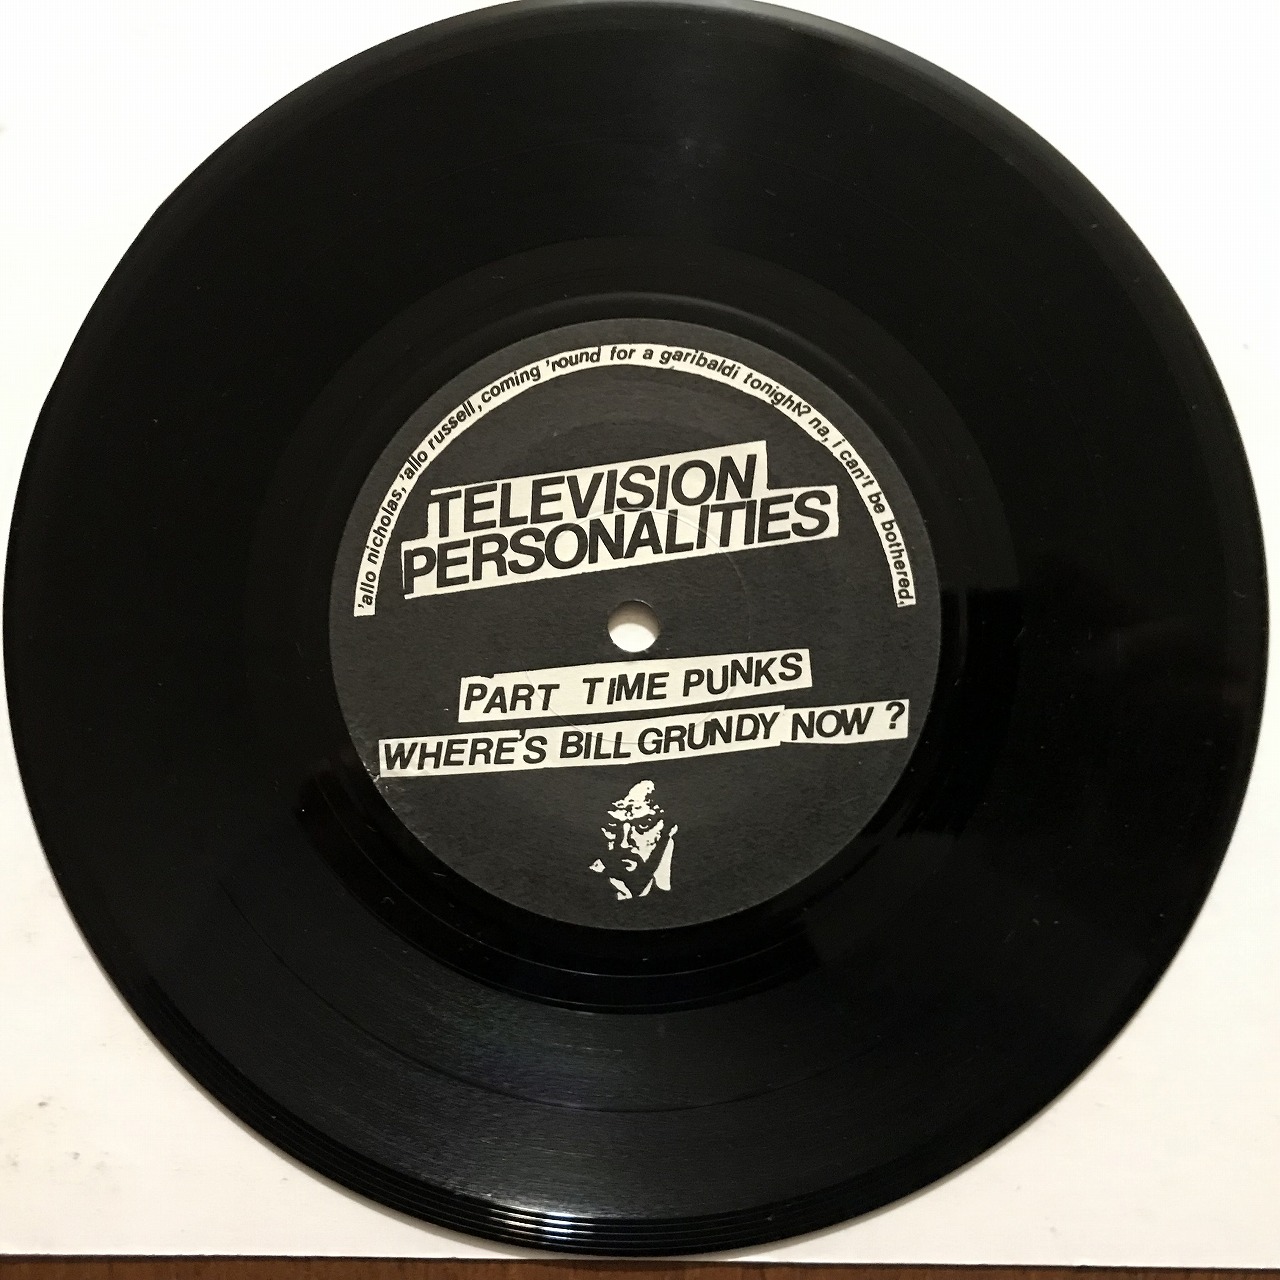 'allo nicholas, 'allo russell, coming 'round for a garibaldi tonight? na, i can't be bothered.
TELEVISION
PERSONALITIES
PART TIME PUNKS
WHERE'S BILL GRUNDY NOW ?